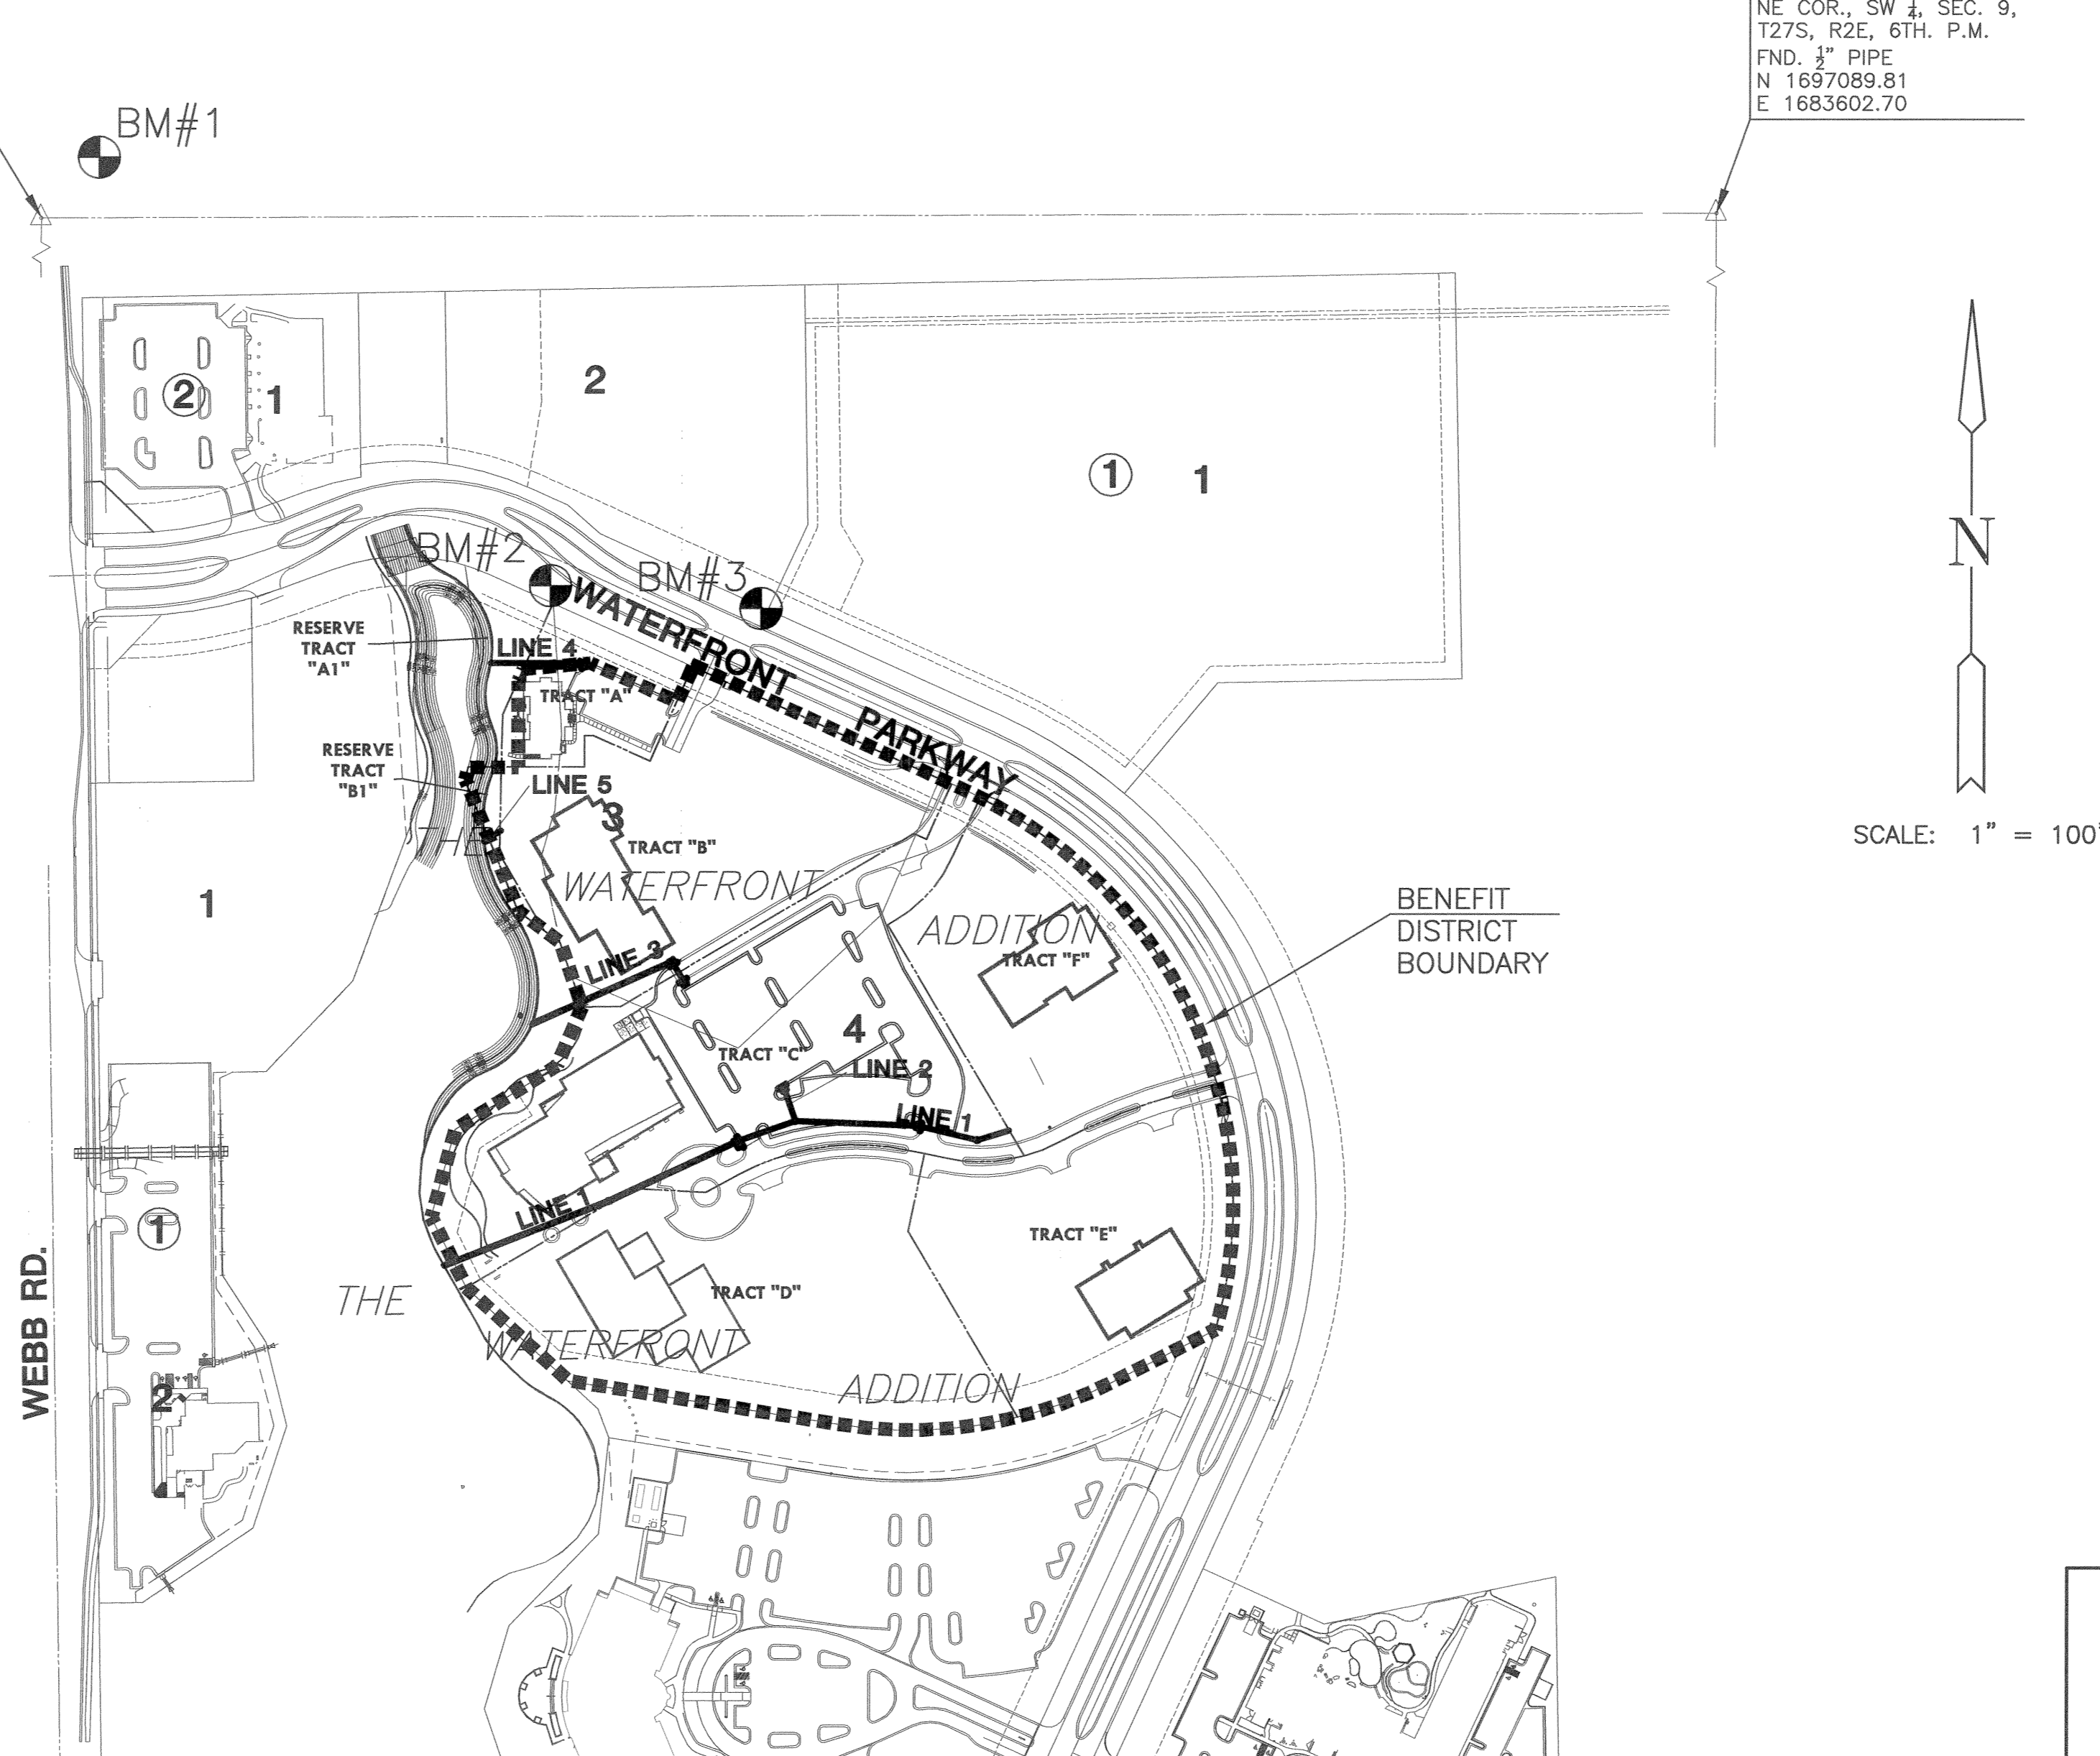 NE COR., SW ¼, SEC. 9,
T27S, R2E, 6TH. P.M.
FND. ½" PIPE
N 1697089.81
E 1683602.70
BM#1
2
1
2
1
1
N
SCALE: 1" = 100'
BM#2
BM#3
WATERFRONT
PARKWAY
RESERVE
TRACT
"A1"
LINE 4
TRACT "A"
RESERVE
TRACT
"B1"
LINE 5
3
TRACT "B"
THE
WATERFRONT
ADDITION
1
BENEFIT
DISTRICT
BOUNDARY
TRACT "F"
LINE 3
4
TRACT "C"
LINE 2
LINE 1
LINE 1
1
TRACT "E"
TRACT "D"
THE
WATERFRONT
ADDITION
WEBB RD.
2